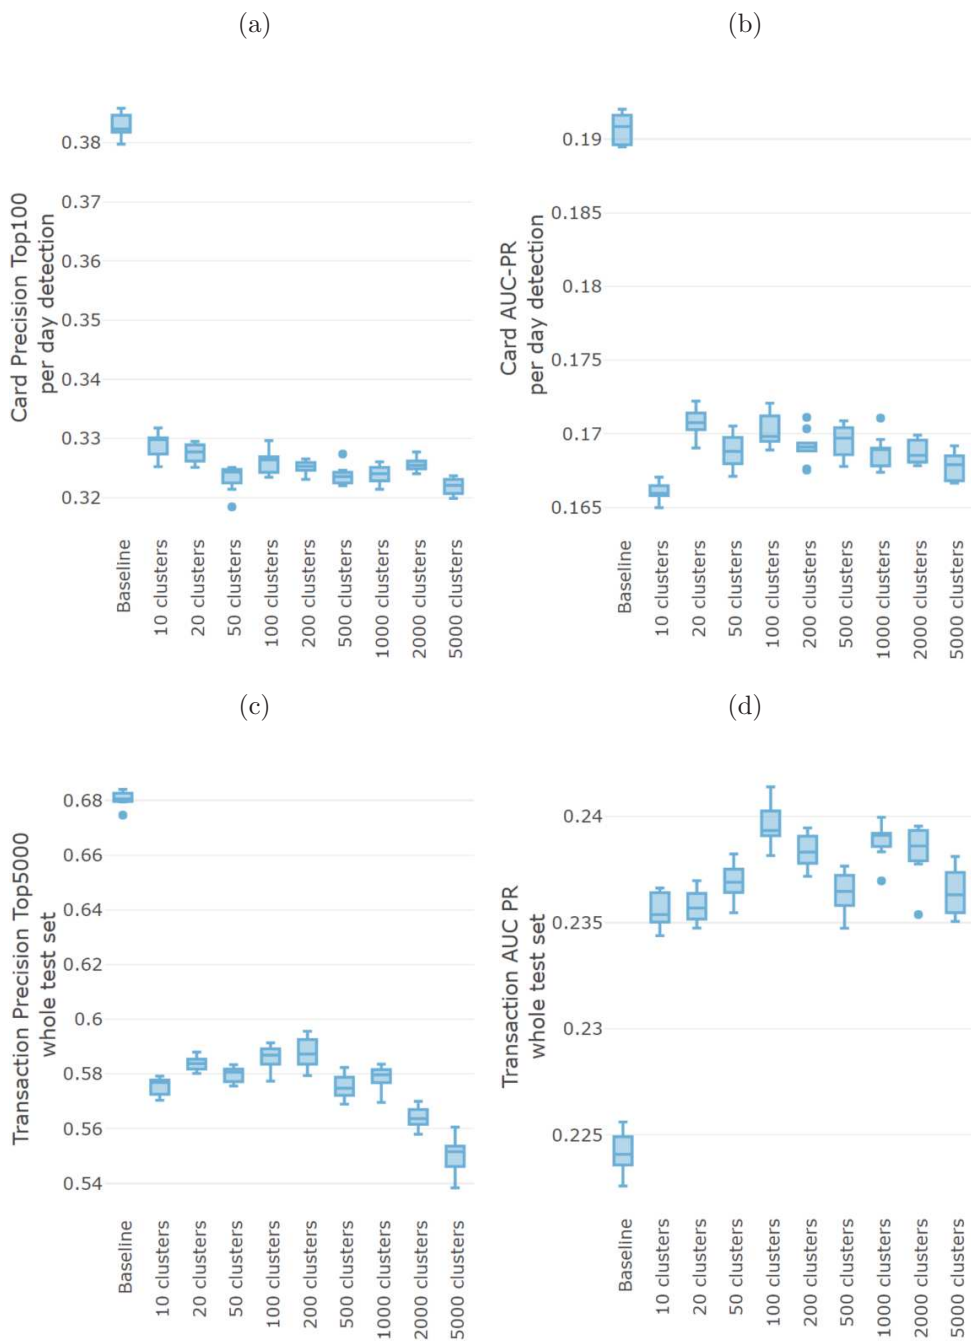 (a)
(b)
Card Precision Top100
per day detection
0.38
0.37
0.36
0.35
0.34
0.33
0.32
Baseline
10 clusters
20 clusters
50 clusters
100 clusters
200 clusters
500 clusters
1000 clusters
2000 clusters
5000 clusters
Card AUC-PR
per day detection
0.19
0.185
0.18
0.175
0.17
0.165
Baseline
10 clusters
20 clusters
50 clusters
100 clusters
200 clusters
500 clusters
1000 clusters
2000 clusters
5000 clusters
(c)
(d)
Transaction Precision Top5000
whole test set
0.68
0.66
0.64
0.62
0.6
0.58
0.56
0.54
Baseline
10 clusters
20 clusters
50 clusters
100 clusters
200 clusters
500 clusters
1000 clusters
2000 clusters
5000 clusters
Transaction AUC PR
whole test set
0.24
0.235
0.23
0.225
Baseline
10 clusters
20 clusters
50 clusters
100 clusters
200 clusters
500 clusters
1000 clusters
2000 clusters
5000 clusters